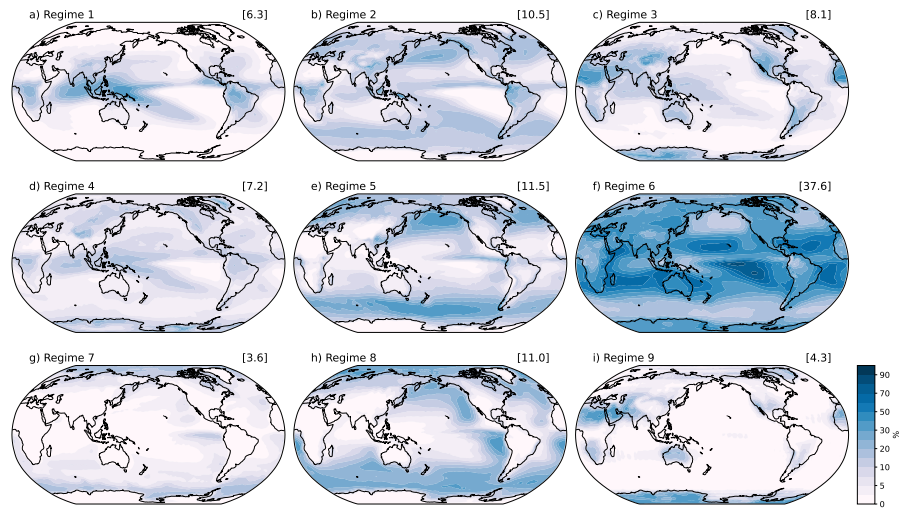 a) Regime 1 [6.3]
b) Regime 2 [10.5]
c) Regime 3 [8.1]
d) Regime 4 [7.2]
e) Regime 5 [11.5]
f) Regime 6 [37.6]
g) Regime 7 [3.6]
h) Regime 8 [11.0]
i) Regime 9 [4.3]
90
70
50
30
20
10
5
0
%